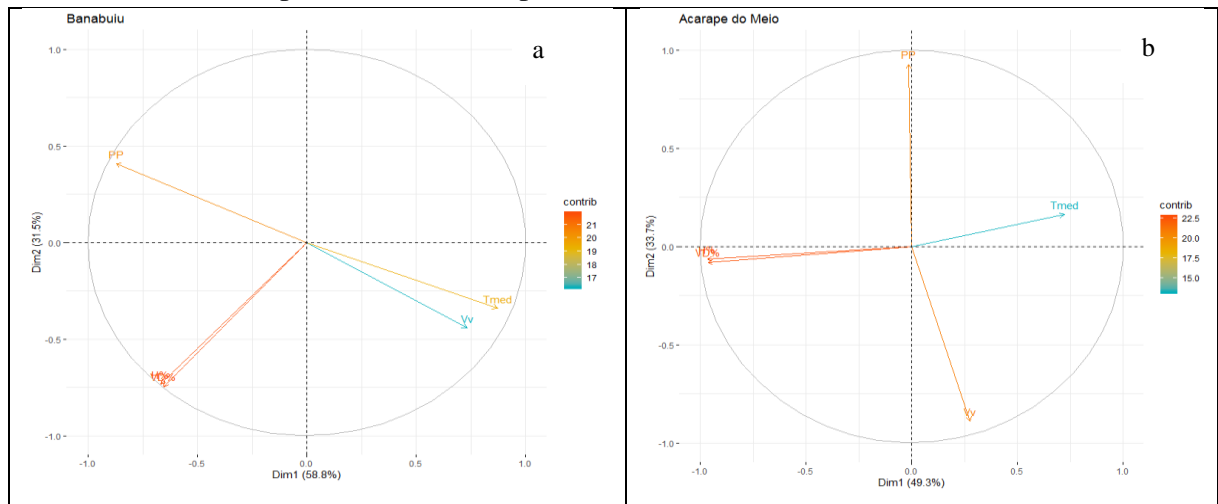 Banabuiu
a
1.0
0.5
0.0
-0.5
-1.0
Dim2 (31.5%)
PP
Tmed
Vv
-1.0
-0.5
0.0
0.5
1.0
Dim1 (58.8%)
contrib
21
20
19
18
17
Acarape do Meio
b
1.0
0.5
0.0
-0.5
-1.0
Dim2 (33.7%)
PP
Tmed
Vv
-1.0
-0.5
0.0
0.5
1.0
Dim1 (49.3%)
contrib
22.5
20.0
17.5
15.0